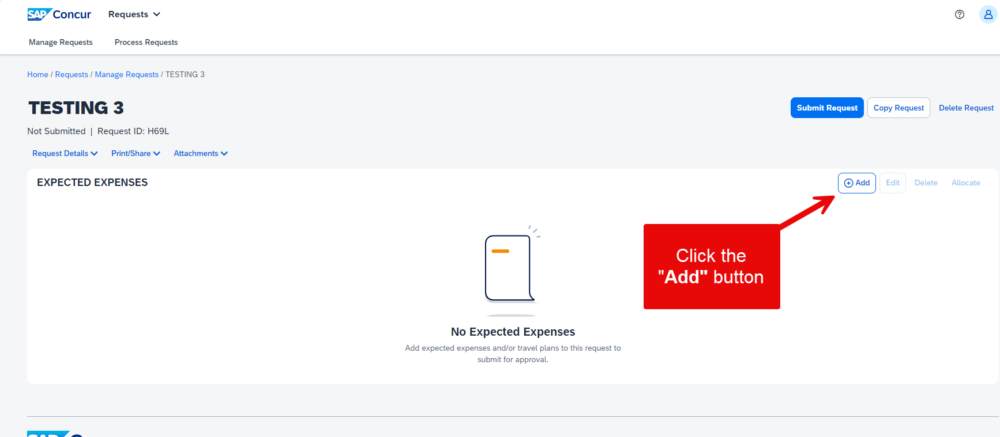 SAP Concur Requests
Manage Requests Process Requests
Home / Requests / Manage Requests / TESTING 3
TESTING 3
Submit Request Copy Request Delete Request
Not Submitted | Request ID: H69L
Request Details Print/Share Attachments
EXPECTED EXPENSES
Add Edit Delete Allocate
Click the
"Add" button
No Expected Expenses
Add expected expenses and/or travel plans to this request to
submit for approval.
SAP C